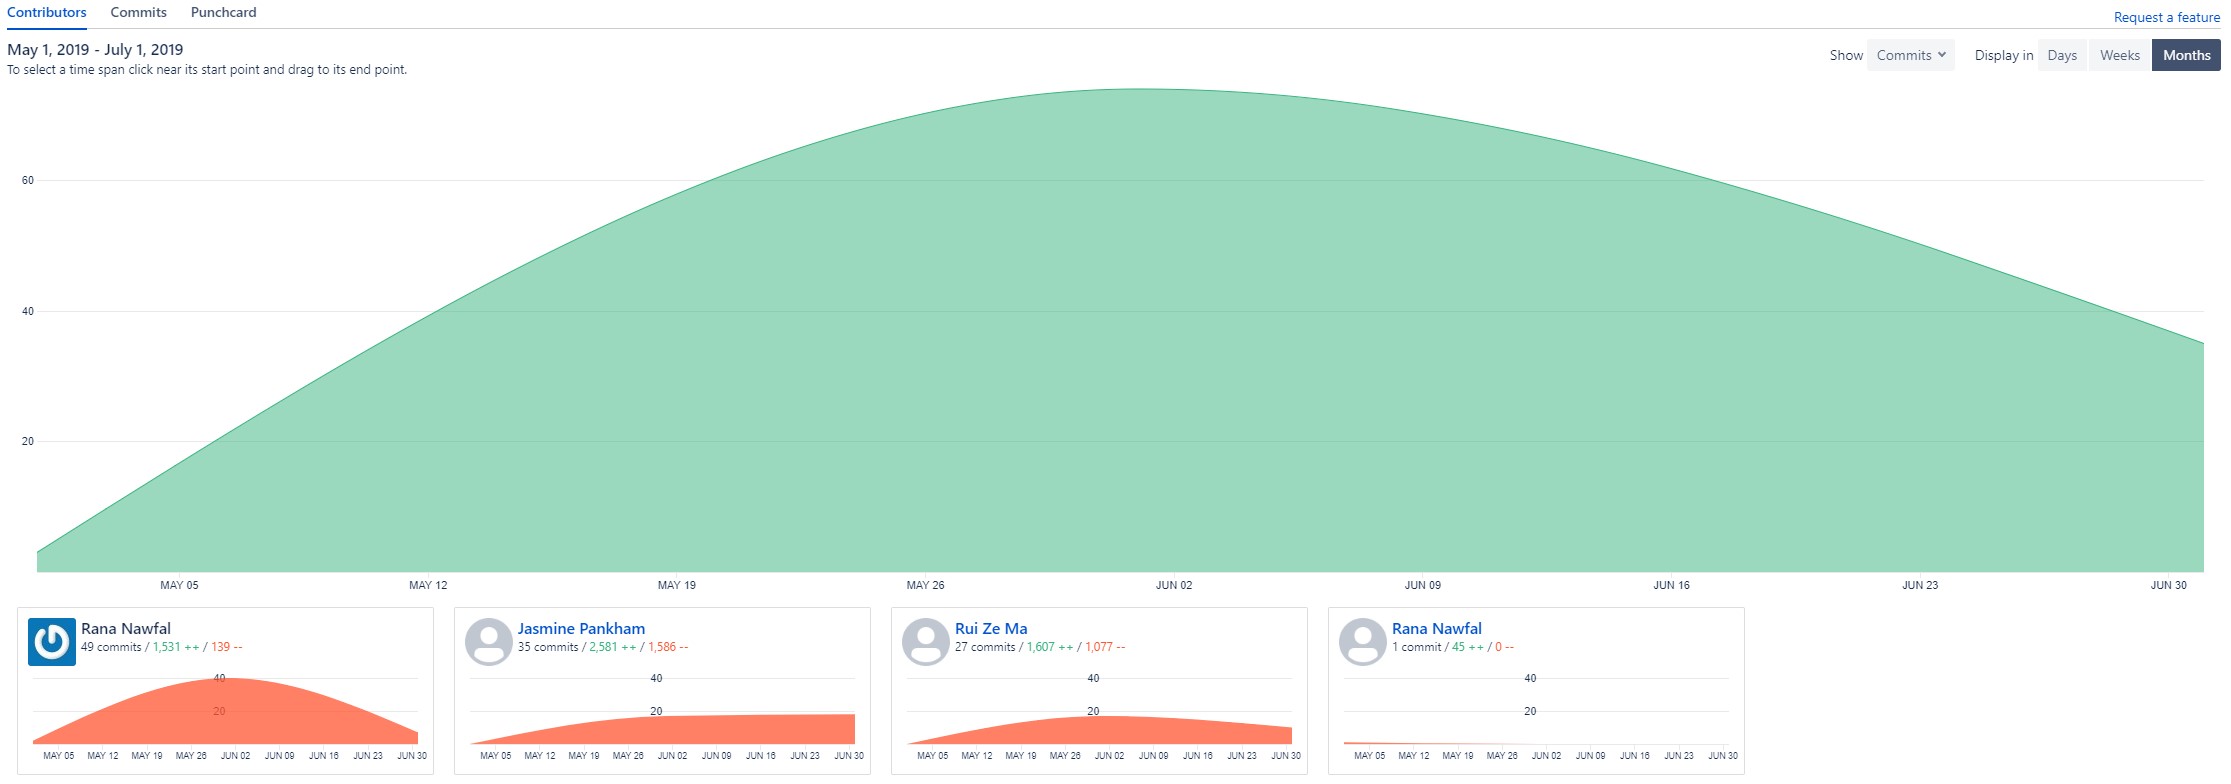 Contributors Commits Punchcard
Request a feature
May 1, 2019 - July 1, 2019
To select a time span click near its start point and drag to its end point.
Show Commits Display in Days Weeks Months
60
40
20
MAY 05 MAY 12 MAY 19 MAY 26 JUN 02 JUN 09 JUN 16 JUN 23 JUN 30
Rana Nawfal
49 commits / 1,531 ++ / 139 --
40
20
MAY 05 MAY 12 MAY 19 MAY 26 JUN 02 JUN 09 JUN 16 JUN 23 JUN 30
Jasmine Pankham
35 commits / 2,581 ++ / 1,586 --
40
20
MAY 05 MAY 12 MAY 19 MAY 26 JUN 02 JUN 09 JUN 16 JUN 23 JUN 30
Rui Ze Ma
27 commits / 1,607 ++ / 1,077 --
40
20
MAY 05 MAY 12 MAY 19 MAY 26 JUN 02 JUN 09 JUN 16 JUN 23 JUN 30
Rana Nawfal
1 commit / 45 ++ / 0 --
40
20
MAY 05 MAY 12 MAY 19 MAY 26 JUN 02 JUN 09 JUN 16 JUN 23 JUN 30